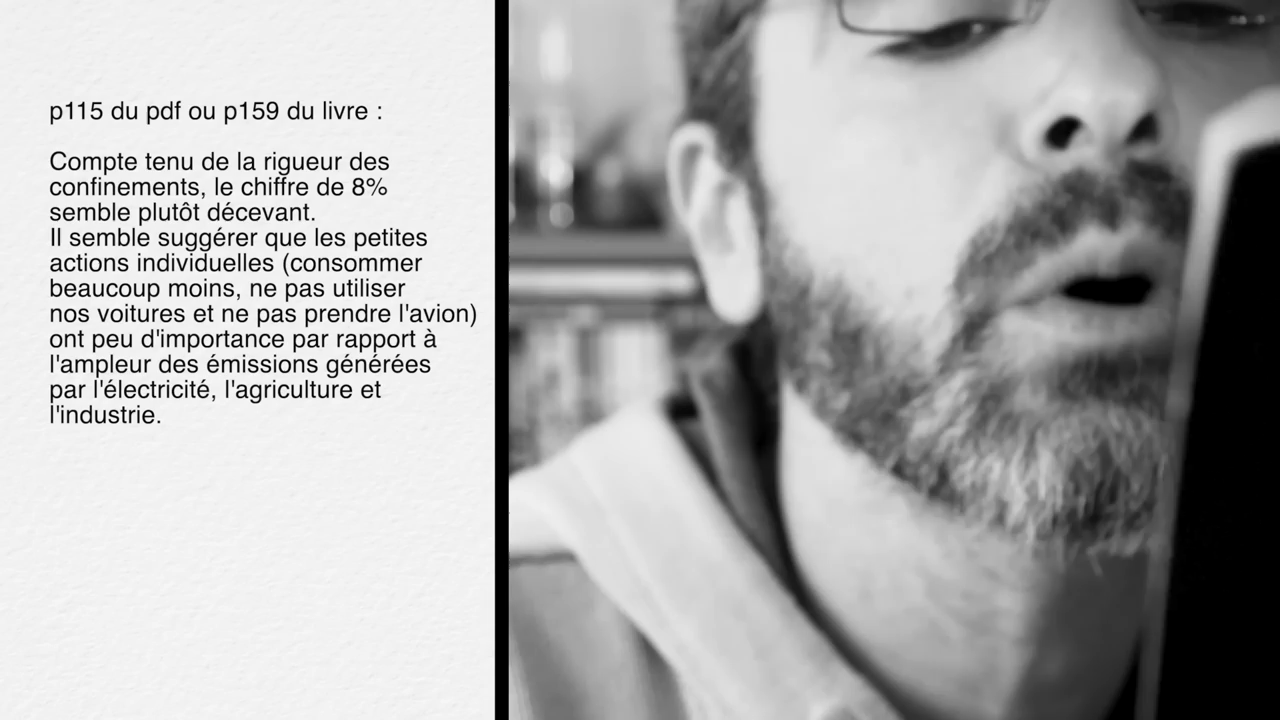 p115 du pdf ou p159 du livre :
Compte tenu de la rigueur des
confinements, le chiffre de 8%
semble plutôt décevant.
Il semble suggérer que les petites
actions individuelles (consommer
beaucoup moins, ne pas utiliser
nos voitures et ne pas prendre l'avion)
ont peu d'importance par rapport à
l'ampleur des émissions générées
par l'électricité, l'agriculture et
l'industrie.